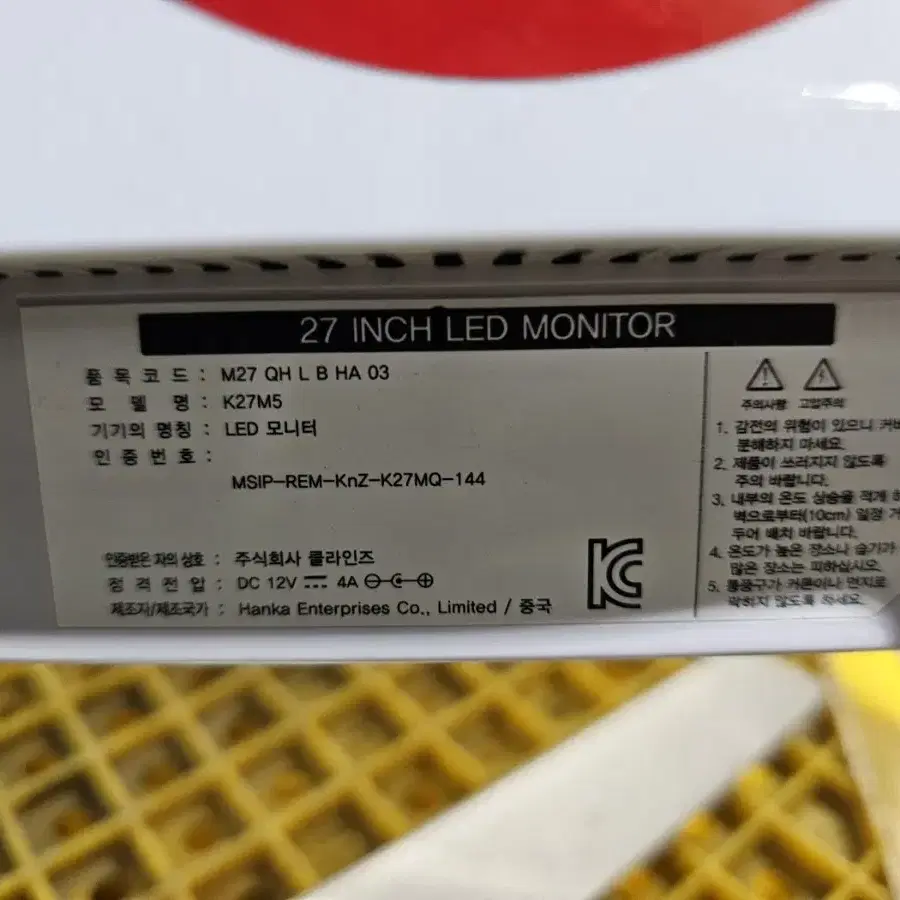 27 INCH LED MONITOR
품 목 코 드 : M27 QH L B HA 03
모 델 명 : K27M5
기기의 명칭 : LED 모니터
인 증 번 호 :
MSIP-REM-KnZ-K27MQ-144
인증받은 자의 상호 : 주식회사 클라인즈
정 격 전 압 : DC 12V 4A
제조자/제조국가 : Hanka Enterprises Co., Limited / 중국
주의사항 고압주의
1. 감전의 위험이 있으니 커버
분해하지 마세요
2. 제품이 쓰러지지 않도록
주의 바랍니다.
3. 내부의 온도 상승을 적게
벽으로부터(10cm) 일정
두어 배치 바랍니다.
4. 온도가 높은 장소나 습기가
많은 장소는 피하십시오.
5. 통풍구가 커튼이나 먼지로
막히지 않도록 하세요